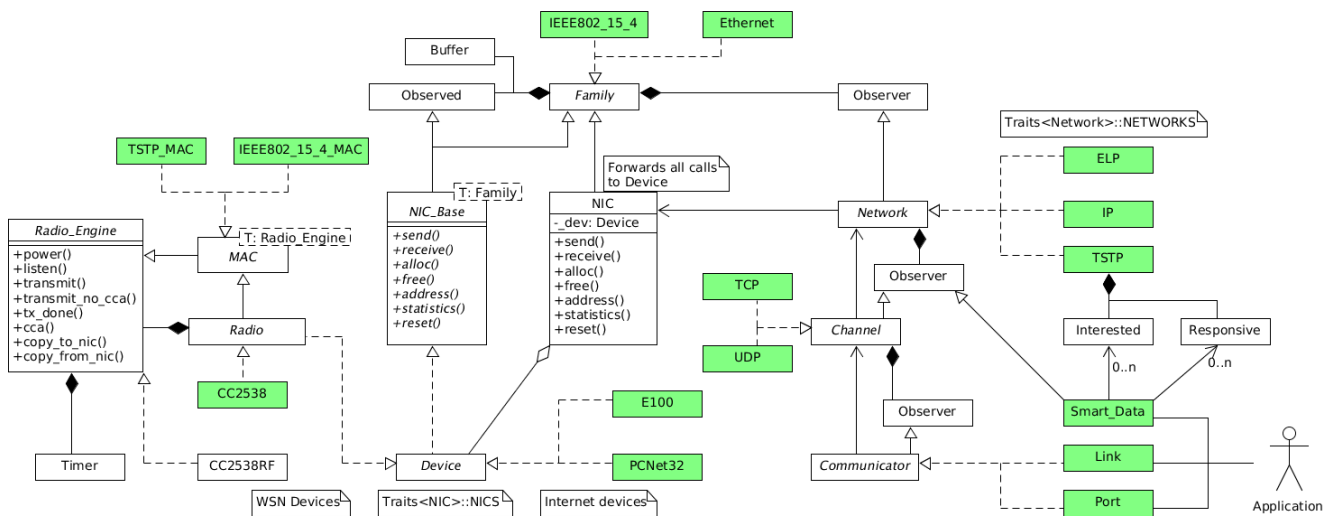 IEEE802_15_4
Ethernet
Buffer
Observed
Family
Observer
Traits<Network>::NETWORKS
TSTP_MAC
IEEE802_15_4_MAC
ELP
Forwards all calls
to Device
T: Family
NIC_Base
+send()
+receive()
+alloc()
+free()
+address()
+statistics()
+reset()
NIC
-_dev: Device
+send()
+receive()
+alloc()
+free()
+address()
+statistics()
+reset()
Network
IP
Radio_Engine
+power()
+listen()
+transmit()
+transmit_no_cca()
+tx_done()
+cca()
+copy_to_nic()
+copy_from_nic()
T: Radio_Engine
MAC
TSTP
Observer
TCP
Radio
Channel
Interested
Responsive
UDP
0..n
0..n
CC2538
E100
Observer
Smart_Data
Timer
CC2538RF
Device
PCNet32
Communicator
Link
WSN Devices
Traits<NIC>::NICS
Internet devices
Port
Application